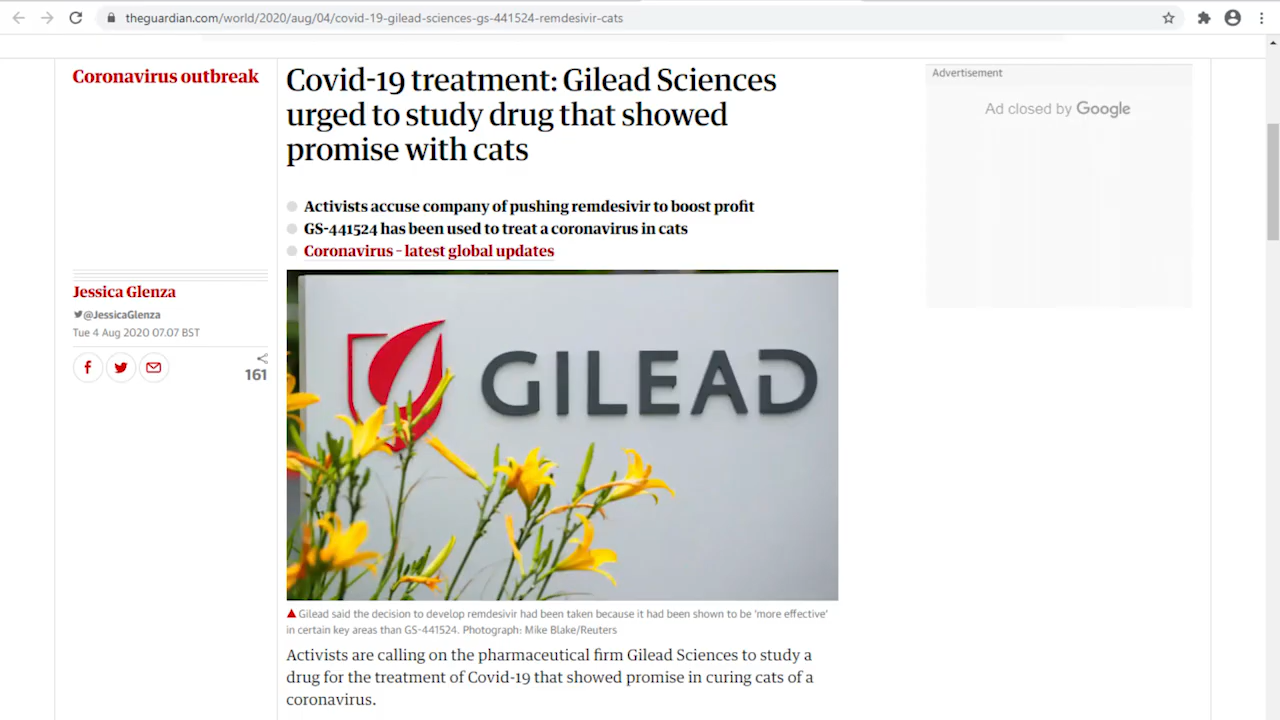 theguardian.com/world/2020/aug/04/covid-19-gilead-sciences-gs-441524-remdesivir-cats
Coronavirus outbreak
Covid-19 treatment: Gilead Sciences
urged to study drug that showed
promise with cats
Activists accuse company of pushing remdesivir to boost profit
GS-441524 has been used to treat a coronavirus in cats
Coronavirus – latest global updates
Jessica Glenza
@JessicaGlenza
Tue 4 Aug 2020 07.07 BST
161
Advertisement
Ad closed by Google
GILEAD
Gilead said the decision to develop remdesivir had been taken because it had been shown to be ‘more effective’
in certain key areas than GS-441524. Photograph: Mike Blake/Reuters
Activists are calling on the pharmaceutical firm Gilead Sciences to study a
drug for the treatment of Covid-19 that showed promise in curing cats of a
coronavirus.